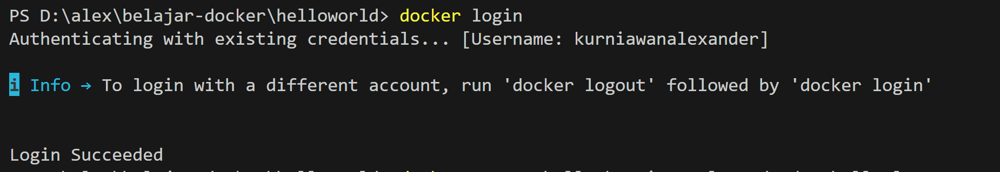 PS D:\alex\belajar-docker\helloworld> docker login
Authenticating with existing credentials... [Username: kurniawanalexander]
i Info → To login with a different account, run 'docker logout' followed by 'docker login'
Login Succeeded